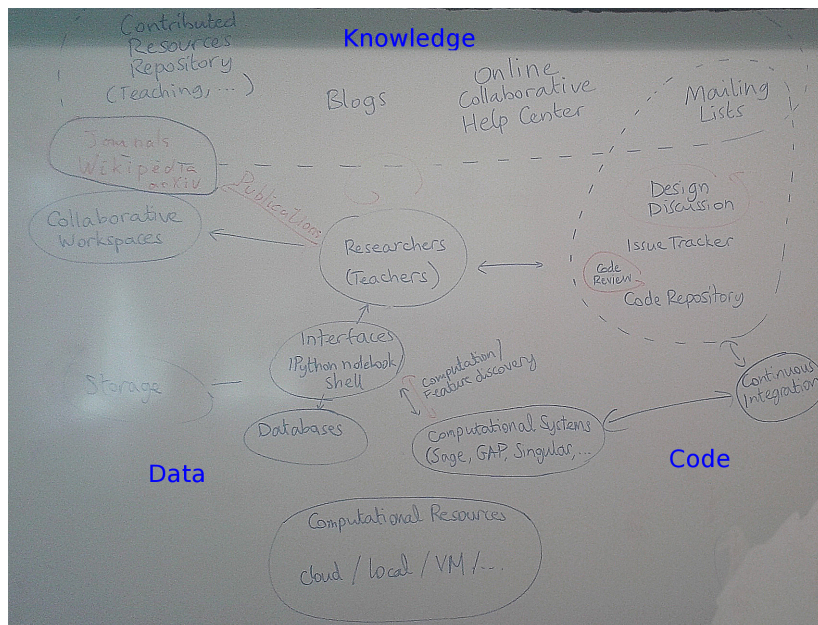 Contributed
Resources
Repository
(Teaching, ...)
Knowledge
Blogs
Online
Collaborative
Help Center
Mailing
Lists
Journals
Wikipedia
arXiv
Publications
Collaborative
Workspaces
Researchers
(Teachers)
Design
Discussion
Issue Tracker
Code
Review
Code Repository
Interfaces
IPython notebook
Shell
Storage
Computation/
Feature discovery
Continuous
Integration
Databases
Computational Systems
(Sage, GAP, Singular,...
Data
Code
Computational Resources
cloud / local / VM /...